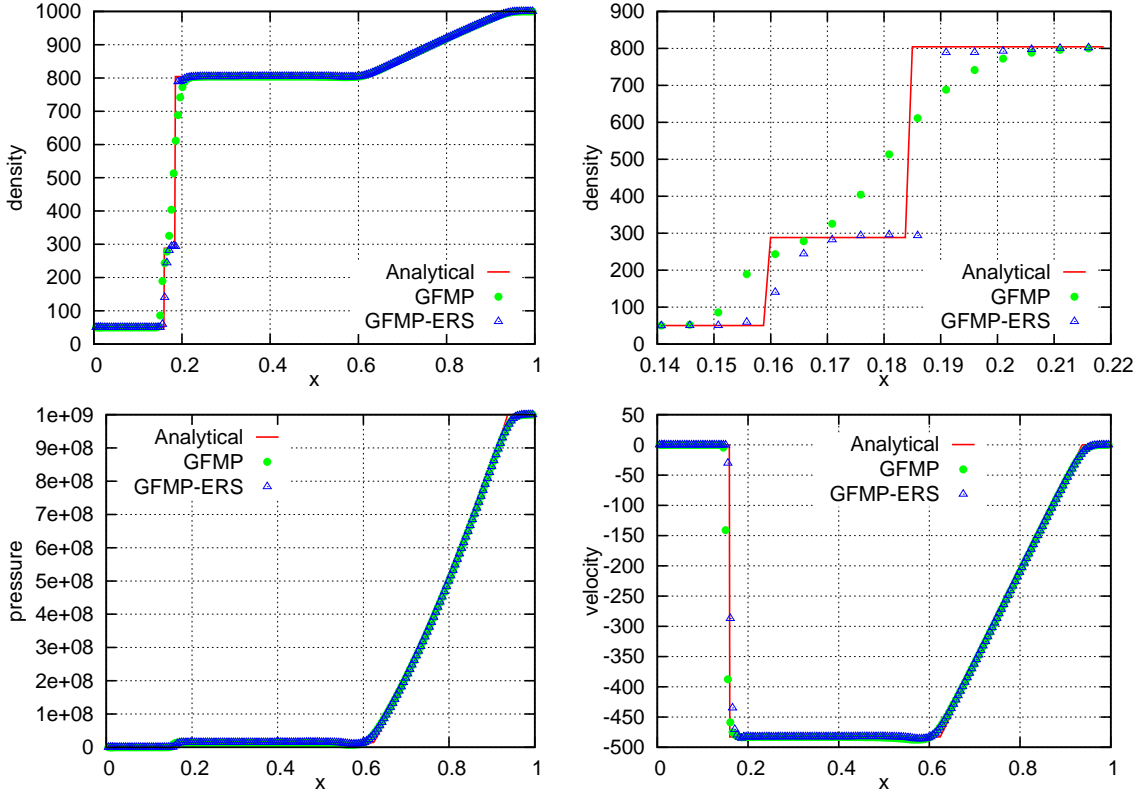 1000
900
800
700
600
500
400
300
200
100
0
0
0.2
0.4
0.6
0.8
1
density
x
Analytical
GFMP
GFMP-ERS
900
800
700
600
500
400
300
200
100
0
0.14
0.15
0.16
0.17
0.18
0.19
0.20
0.21
0.22
density
x
Analytical
GFMP
GFMP-ERS
1e+09
9e+08
8e+08
7e+08
6e+08
5e+08
4e+08
3e+08
2e+08
1e+08
0
0
0.2
0.4
0.6
0.8
1
pressure
x
Analytical
GFMP
GFMP-ERS
50
0
-50
-100
-150
-200
-250
-300
-350
-400
-450
-500
0
0.2
0.4
0.6
0.8
1
velocity
x
Analytical
GFMP
GFMP-ERS